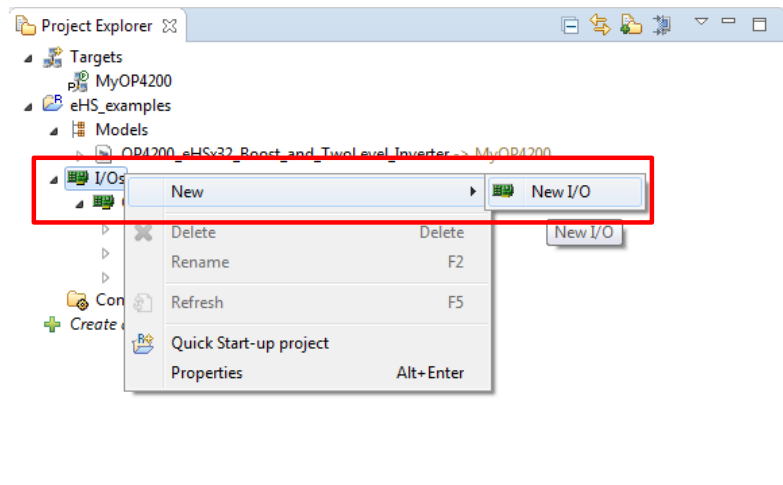 Project Explorer
Targets
MyOP4200
eHS_examples
Models
OP4200_eHSx32_Boost_and_TwoLevel_Inverter -> MyOP4200
I/Os
New
New I/O
Delete Delete
New I/O
Rename F2
Con
Refresh F5
Create
Quick Start-up project
Properties Alt+Enter